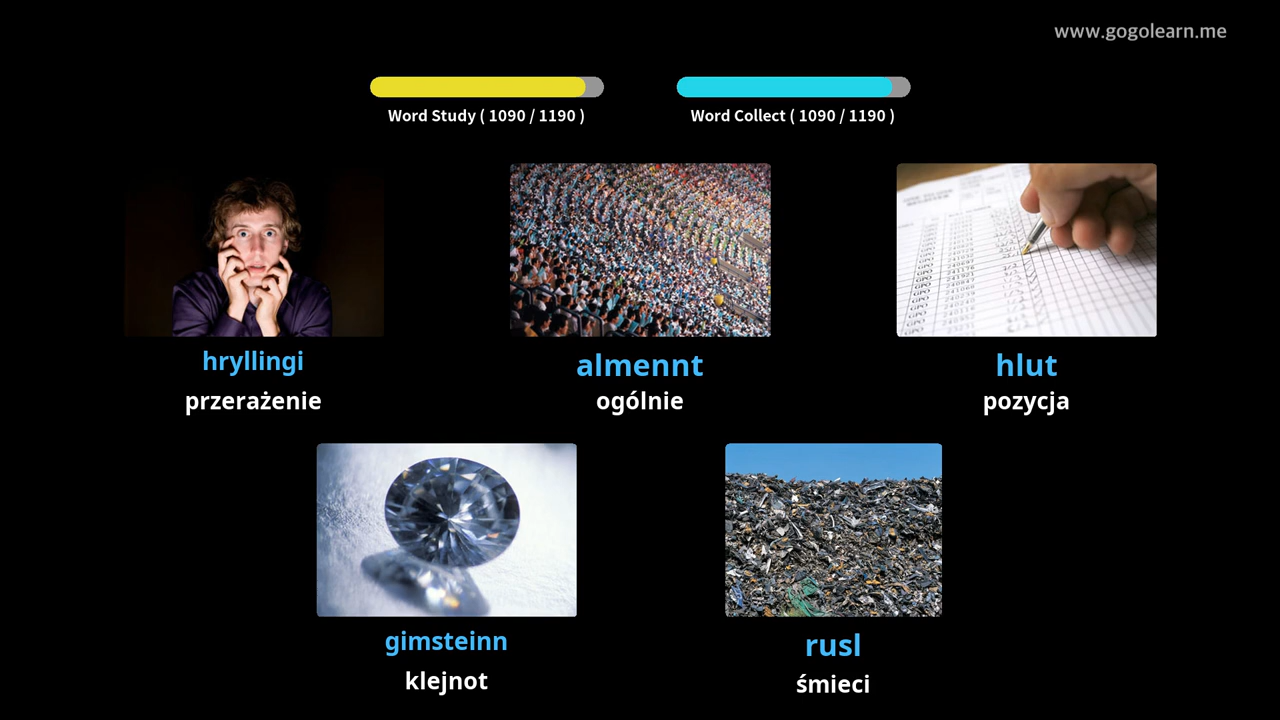 www.gogolearn.me
Word Study ( 1090 / 1190 )
Word Collect ( 1090 / 1190 )
hryllingi
przerażenie
almennt
ogólnie
hlut
pozycja
gimsteinn
klejnot
rusl
śmieci